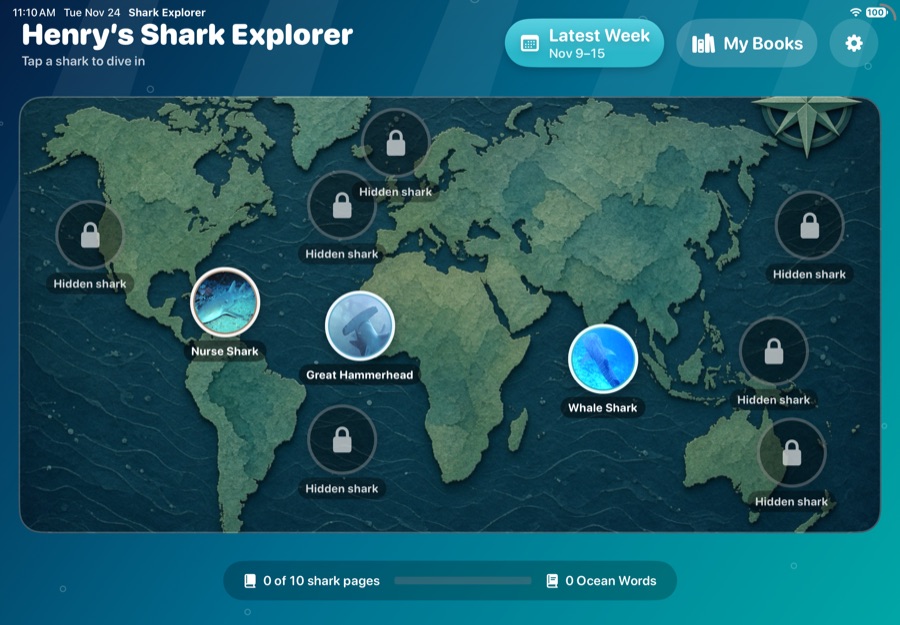 11:10 AM Tue Nov 24 Shark Explorer
100
Henry's Shark Explorer
Tap a shark to dive in
Latest Week
Nov 9–15
My Books
Hidden shark
Hidden shark
Hidden shark
Hidden shark
Nurse Shark
Great Hammerhead
Hidden shark
Whale Shark
Hidden shark
Hidden shark
0 of 10 shark pages
0 Ocean Words